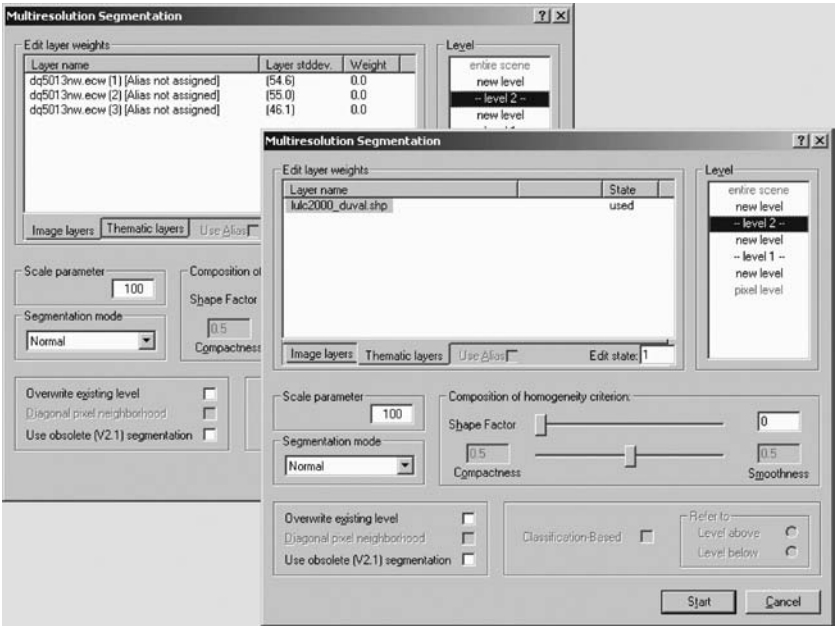 Multiresolution Segmentation
Edit layer weights
Layer name Layer stddev. Weight
dq5013nw.ecw (1) [Alias not assigned] (54.6) 0.0
dq5013nw.ecw (2) [Alias not assigned] (55.0) 0.0
dq5013nw.ecw (3) [Alias not assigned] (46.1) 0.0
Image layers Thematic layers Use Alias
Level
entire scene
new level
-- level 2 --
new level
Scale parameter
100
Segmentation mode
Normal
Composition of
Shape Factor
0.5
Compactness
Overwrite existing level
Diagonal pixel neighborhood
Use obsolete (V2.1) segmentation
Multiresolution Segmentation
Edit layer weights
Layer name State
lulc2000_duval.shp used
Image layers Thematic layers Use Alias Edit state: 1
Level
entire scene
new level
-- level 2 --
new level
-- level 1 --
new level
pixel level
Scale parameter
100
Segmentation mode
Normal
Composition of homogeneity criterion:
Shape Factor 0
0.5 0.5
Compactness Smoothness
Overwrite existing level
Diagonal pixel neighborhood
Use obsolete (V2.1) segmentation
Classification-Based
Refer to
Level above
Level below
Start Cancel